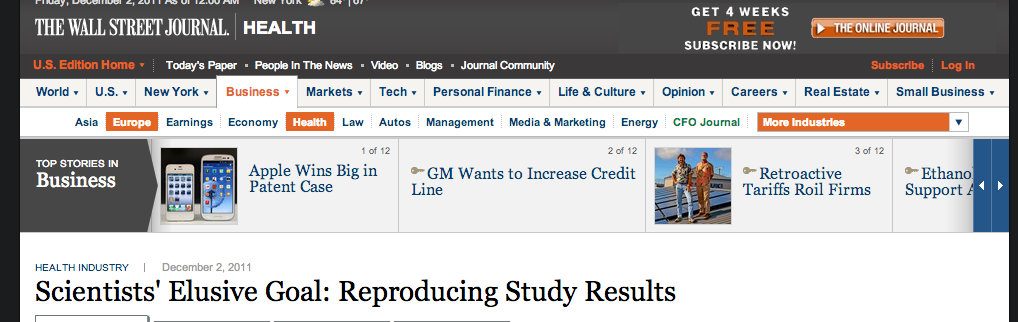 Friday, December 2, 2011 As of 12:00 AM New York 84° | 67°
THE WALL STREET JOURNAL. | HEALTH
GET 4 WEEKS
FREE
SUBSCRIBE NOW!
THE ONLINE JOURNAL
U.S. Edition Home Today's Paper People In The News Video Blogs Journal Community Subscribe Log In
World U.S. New York Business Markets Tech Personal Finance Life & Culture Opinion Careers Real Estate Small Business
Asia Europe Earnings Economy Health Law Autos Management Media & Marketing Energy CFO Journal More Industries
TOP STORIES IN
Business
1 of 12
Apple Wins Big in
Patent Case
2 of 12
GM Wants to Increase Credit
Line
3 of 12
Retroactive
Tariffs Roil Firms
Ethano
Support A
HEALTH INDUSTRY | December 2, 2011
Scientists' Elusive Goal: Reproducing Study Results